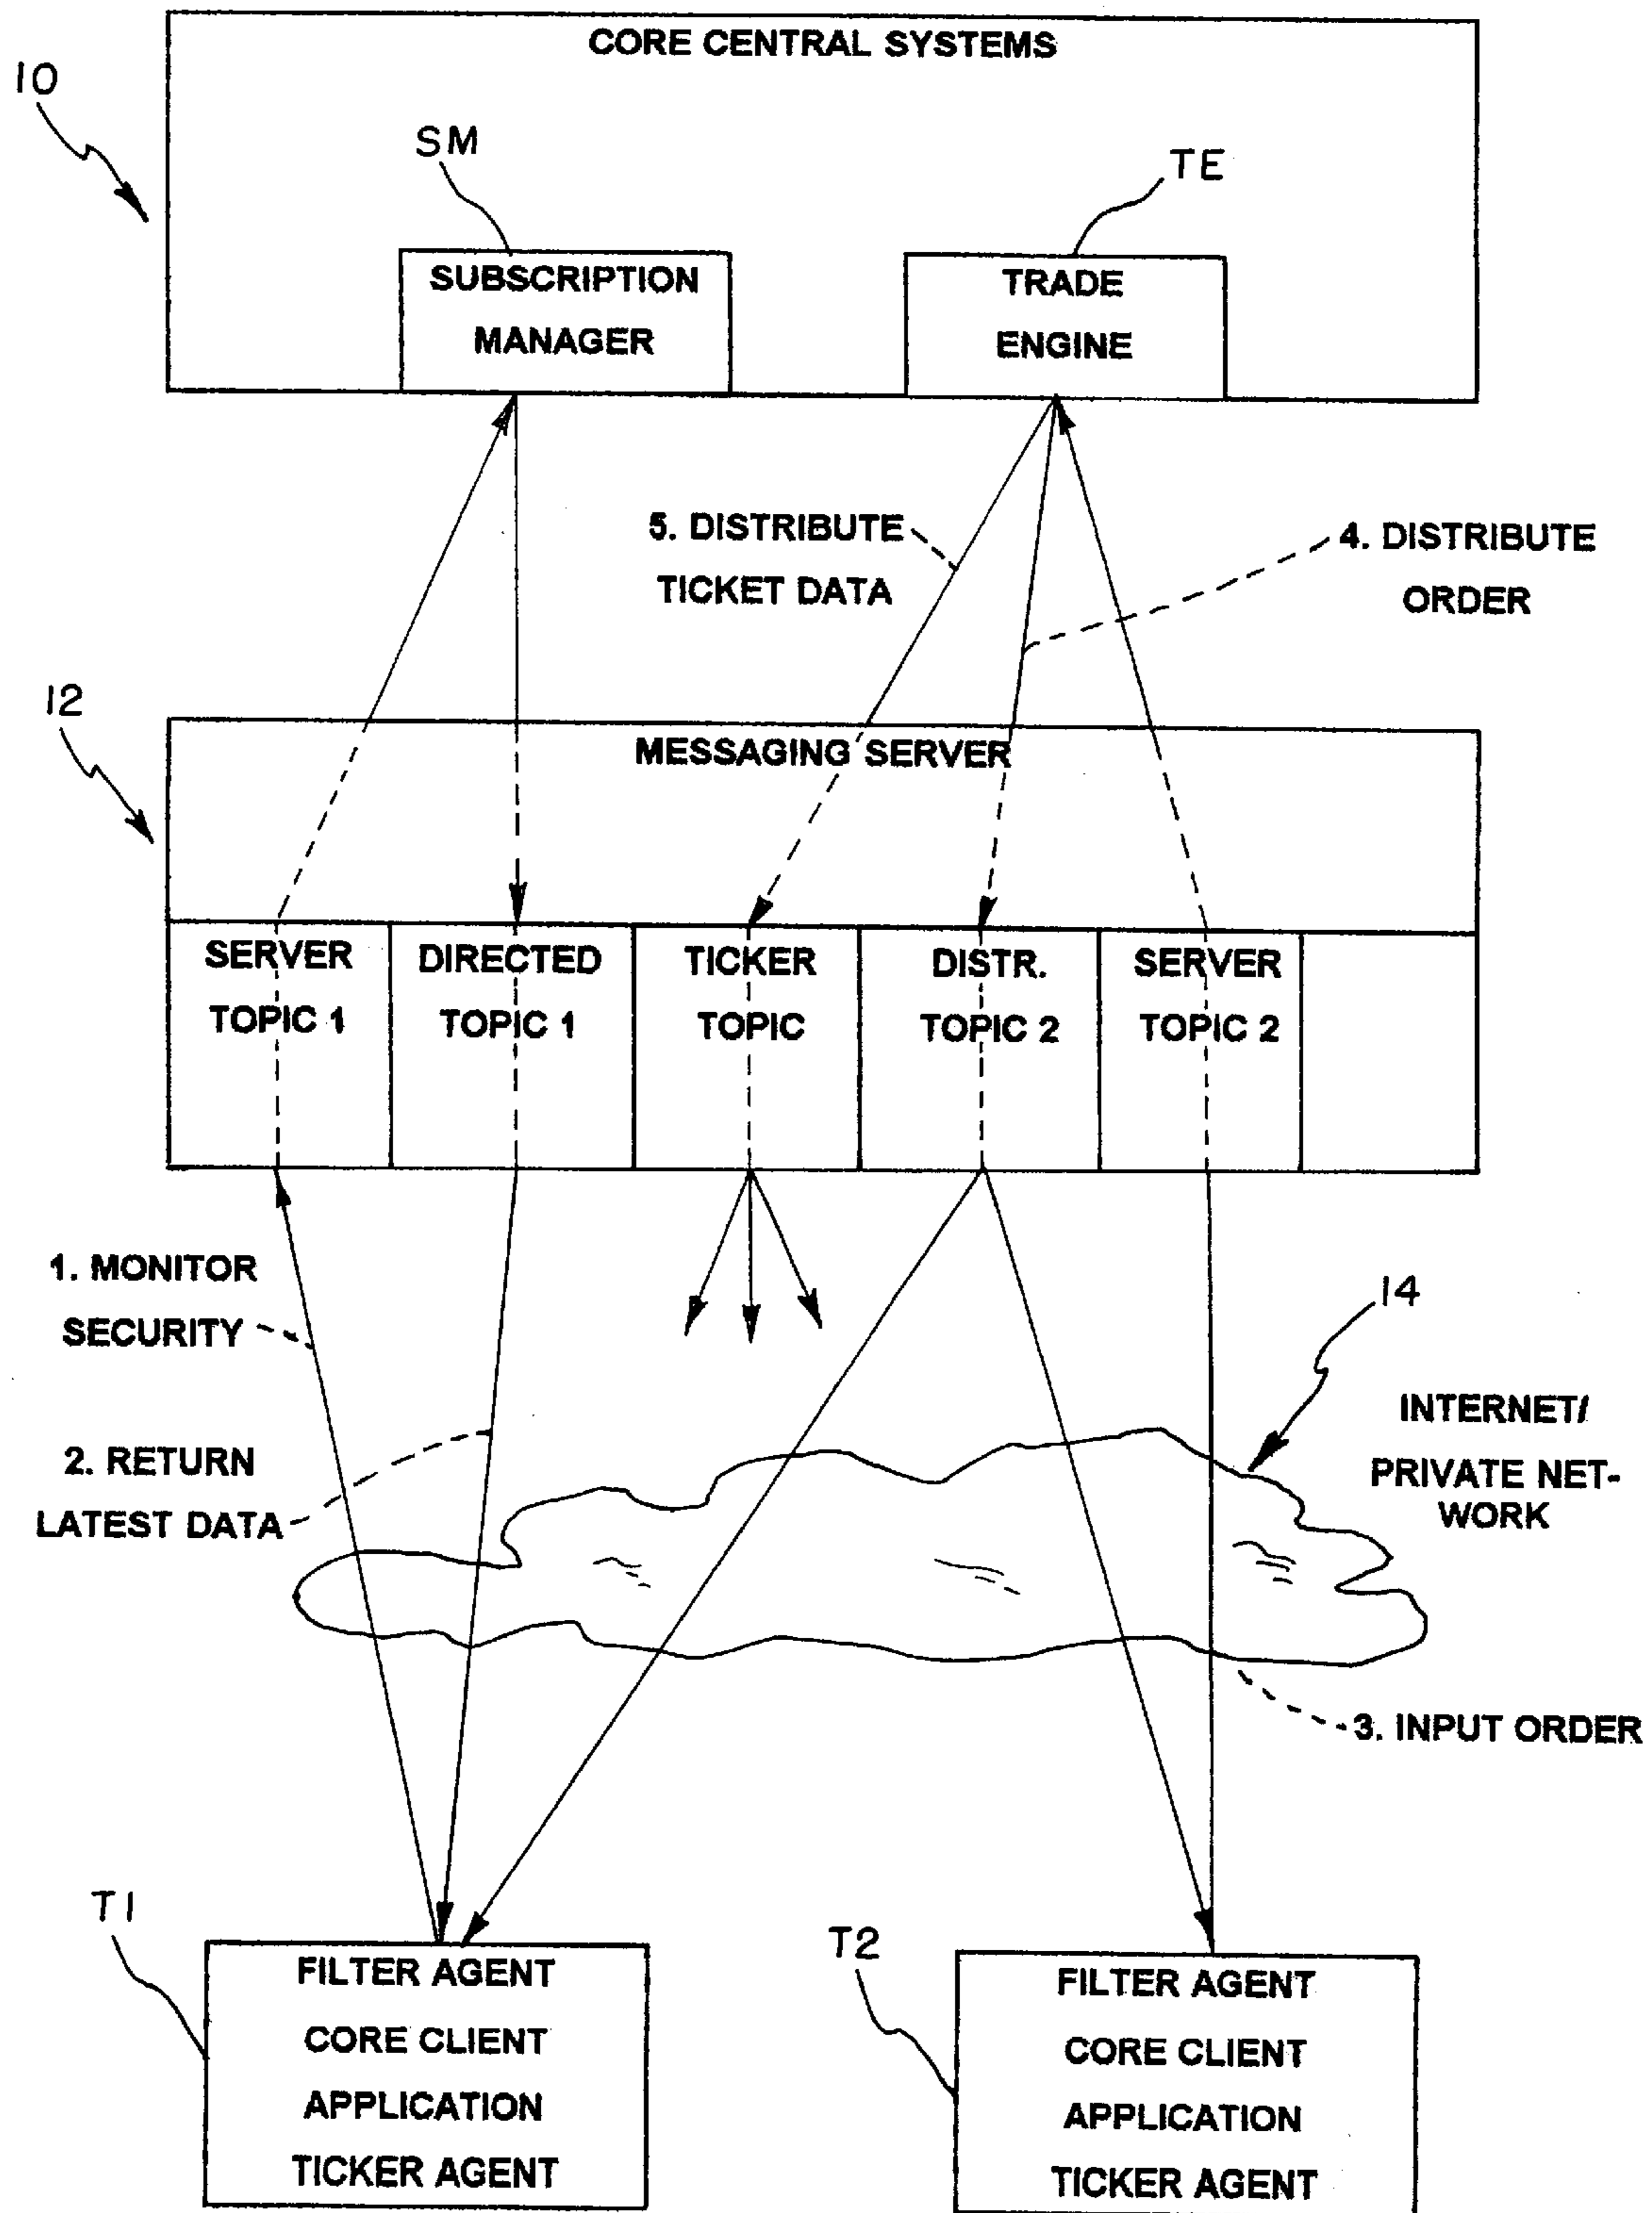 CORE CENTRAL SYSTEMS
10
SM
TE
SUBSCRIPTION
MANAGER
TRADE
ENGINE
5. DISTRIBUTE
TICKET DATA
4. DISTRIBUTE
ORDER
12
MESSAGING SERVER
SERVER
TOPIC 1
DIRECTED
TOPIC 1
TICKER
TOPIC
DISTR.
TOPIC 2
SERVER
TOPIC 2
1. MONITOR
SECURITY
14
INTERNET/
PRIVATE NET-
WORK
2. RETURN
LATEST DATA
3. INPUT ORDER
T1
FILTER AGENT
CORE CLIENT
APPLICATION
TICKER AGENT
T2
FILTER AGENT
CORE CLIENT
APPLICATION
TICKER AGENT